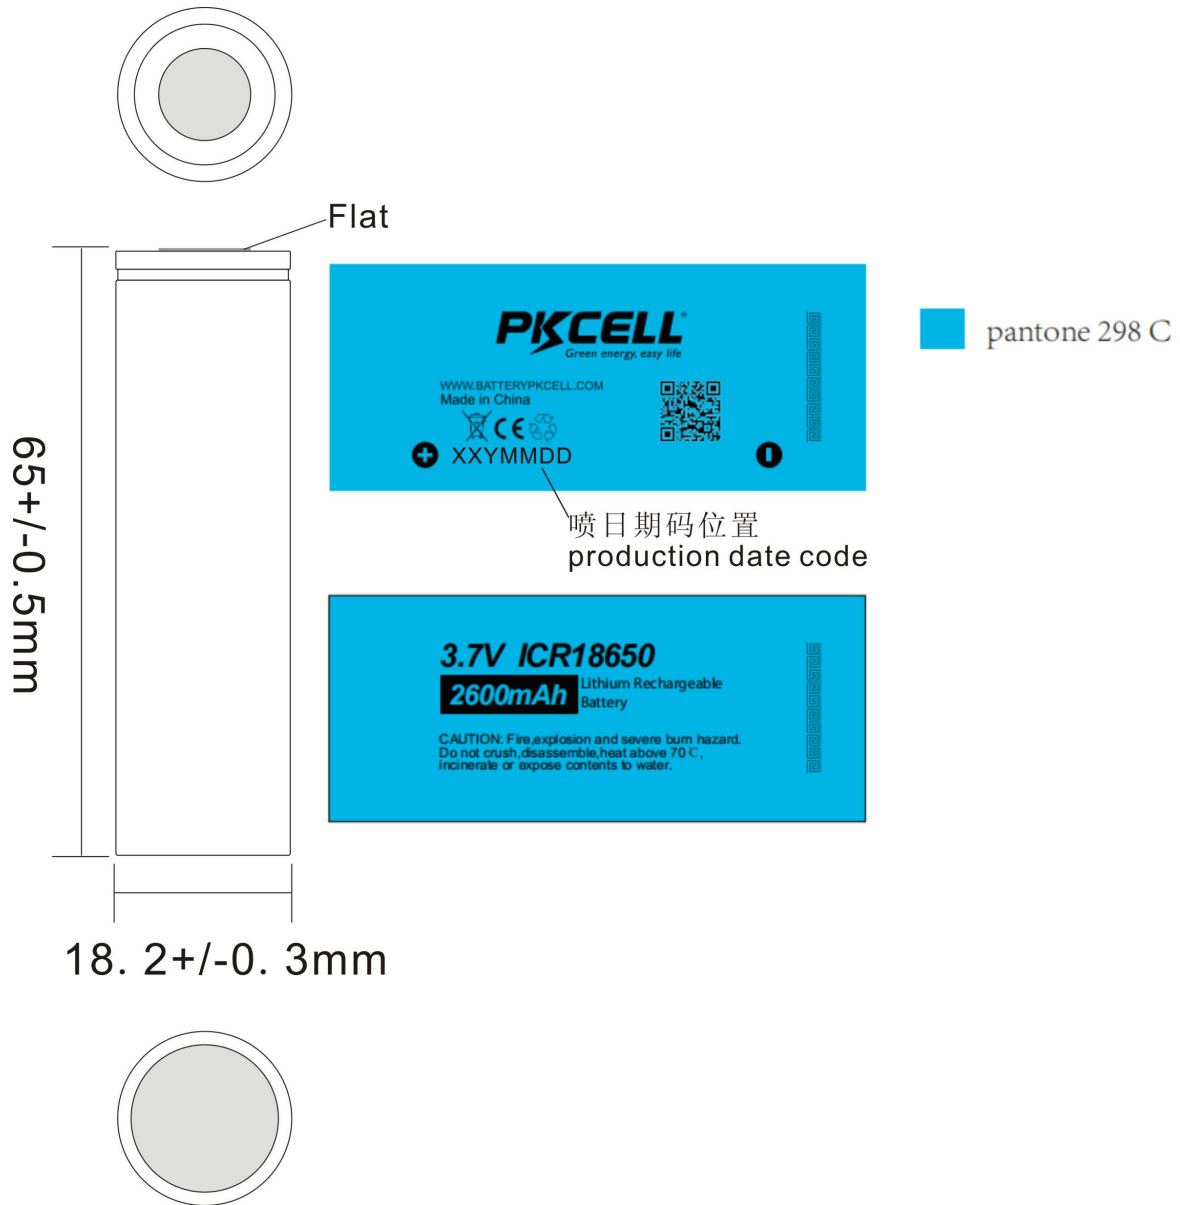 Flat
PKCELL®
Green energy, easy life
WWW.BATTERYPKCELL.COM
Made in China
CE
XXYMMDD
喷日期码位置
production date code
pantone 298 C
65+/-0.5mm
3.7V ICR18650
2600mAh
Lithium Rechargeable
Battery
CAUTION: Fire,explosion and severe burn hazard.
Do not crush,disassemble,heat above 70℃,
incinerate or expose contents to water.
18. 2+/-0. 3mm